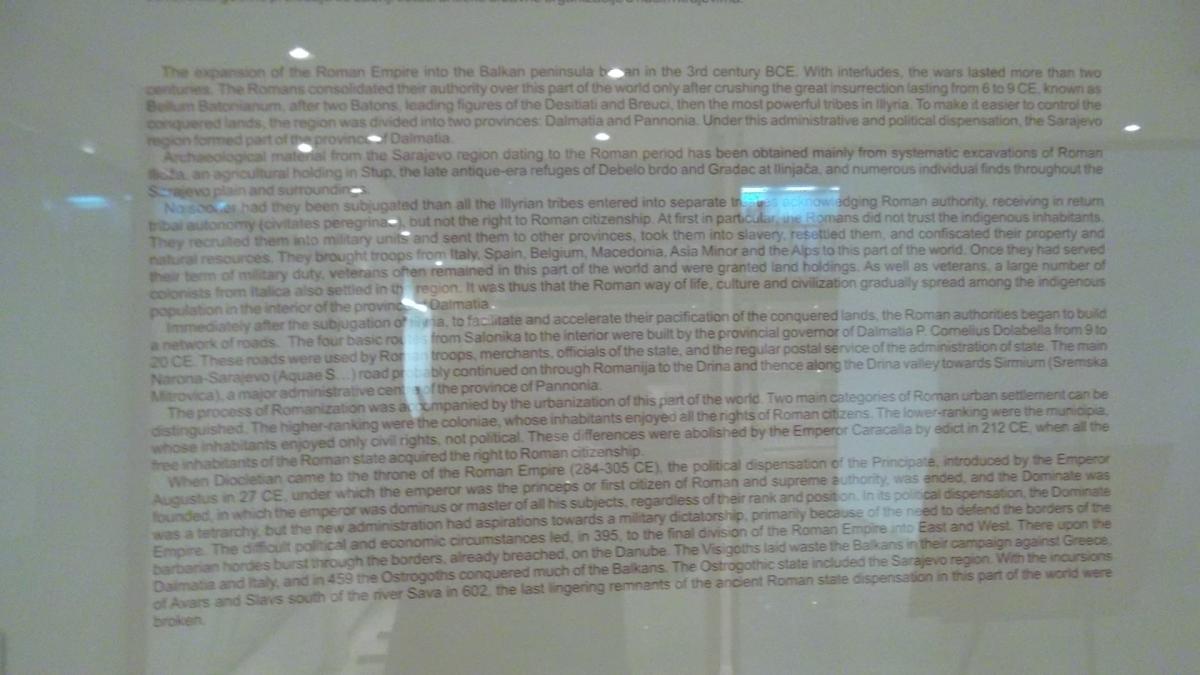 The expansion of the Roman Empire into the Balkan peninsula began in the 3rd century BCE. With interludes, the wars lasted more than two
centuries. The Romans consolidated their authority over this part of the world only after crushing the great insurrection lasting from 6 to 9 CE, known as
Bellum Batonianum, after two Batons, leading figures of the Desitiati and Breuci, then the most powerful tribes in Illyria. To make it easier to control the
conquered lands, the region was divided into two provinces: Dalmatia and Pannonia. Under this administrative and political dispensation, the Sarajevo
region formed part of the province of Dalmatia.
Archaeological material from the Sarajevo region dating to the Roman period has been obtained mainly from systematic excavations of Roman
Ilidža, an agricultural holding in Stup, the late antique-era refuges of Debelo brdo and Gradac at Ilinjača, and numerous individual finds throughout the
Sarajevo plain and surroundings.
No sooner had they been subjugated than all the Illyrian tribes entered into separate treaties acknowledging Roman authority, receiving in return
tribal autonomy (civitates peregrinae), but not the right to Roman citizenship. At first in particular, the Romans did not trust the indigenous inhabitants.
They recruited them into military units and sent them to other provinces, took them into slavery, resettled them, and confiscated their property and
natural resources. They brought troops from Italy, Spain, Belgium, Macedonia, Asia Minor and the Alps to this part of the world. Once they had served
their term of military duty, veterans often remained in this part of the world and were granted land holdings. As well as veterans, a large number of
colonists from Italica also settled in the region. It was thus that the Roman way of life, culture and civilization gradually spread among the indigenous
population in the interior of the province of Dalmatia.
Immediately after the subjugation of Illyria, to facilitate and accelerate their pacification of the conquered lands, the Roman authorities began to build
a network of roads. The four basic routes from Salonika to the interior were built by the provincial governor of Dalmatia P. Cornelius Dolabella from 9 to
20 CE. These roads were used by Roman troops, merchants, officials of the state, and the regular postal service of the administration of state. The main
Narona-Sarajevo (Aquae S...) road probably continued on through Romanija to the Drina and thence along the Drina valley towards Sirmium (Sremska
Mitrovica), a major administrative centre of the province of Pannonia.
The process of Romanization was accompanied by the urbanization of this part of the world. Two main categories of Roman urban settlement can be
distinguished. The higher-ranking were the coloniae, whose inhabitants enjoyed all the rights of Roman citizens. The lower-ranking were the municipia,
whose inhabitants enjoyed only civil rights, not political. These differences were abolished by the Emperor Caracalla by edict in 212 CE, when all the
free inhabitants of the Roman state acquired the right to Roman citizenship.
When Diocletian came to the throne of the Roman Empire (284-305 CE), the political dispensation of the Principate, introduced by the Emperor
Augustus in 27 CE, under which the emperor was the princeps or first citizen of Roman and supreme authority, was ended, and the Dominate was
founded, in which the emperor was dominus or master of all his subjects, regardless of their rank and position. In its political dispensation, the Dominate
was a tetrarchy, but the new administration had aspirations towards a military dictatorship, primarily because of the need to defend the borders of the
Empire. The difficult political and economic circumstances led, in 395, to the final division of the Roman Empire into East and West. There upon the
barbarian hordes burst through the borders, already breached, on the Danube. The Visigoths laid waste the Balkans in their campaign against Greece,
Dalmatia and Italy, and in 459 the Ostrogoths conquered much of the Balkans. The Ostrogothic state included the Sarajevo region. With the incursions
of Avars and Slavs south of the river Sava in 602, the last lingering remnants of the ancient Roman state dispensation in this part of the world were
broken.